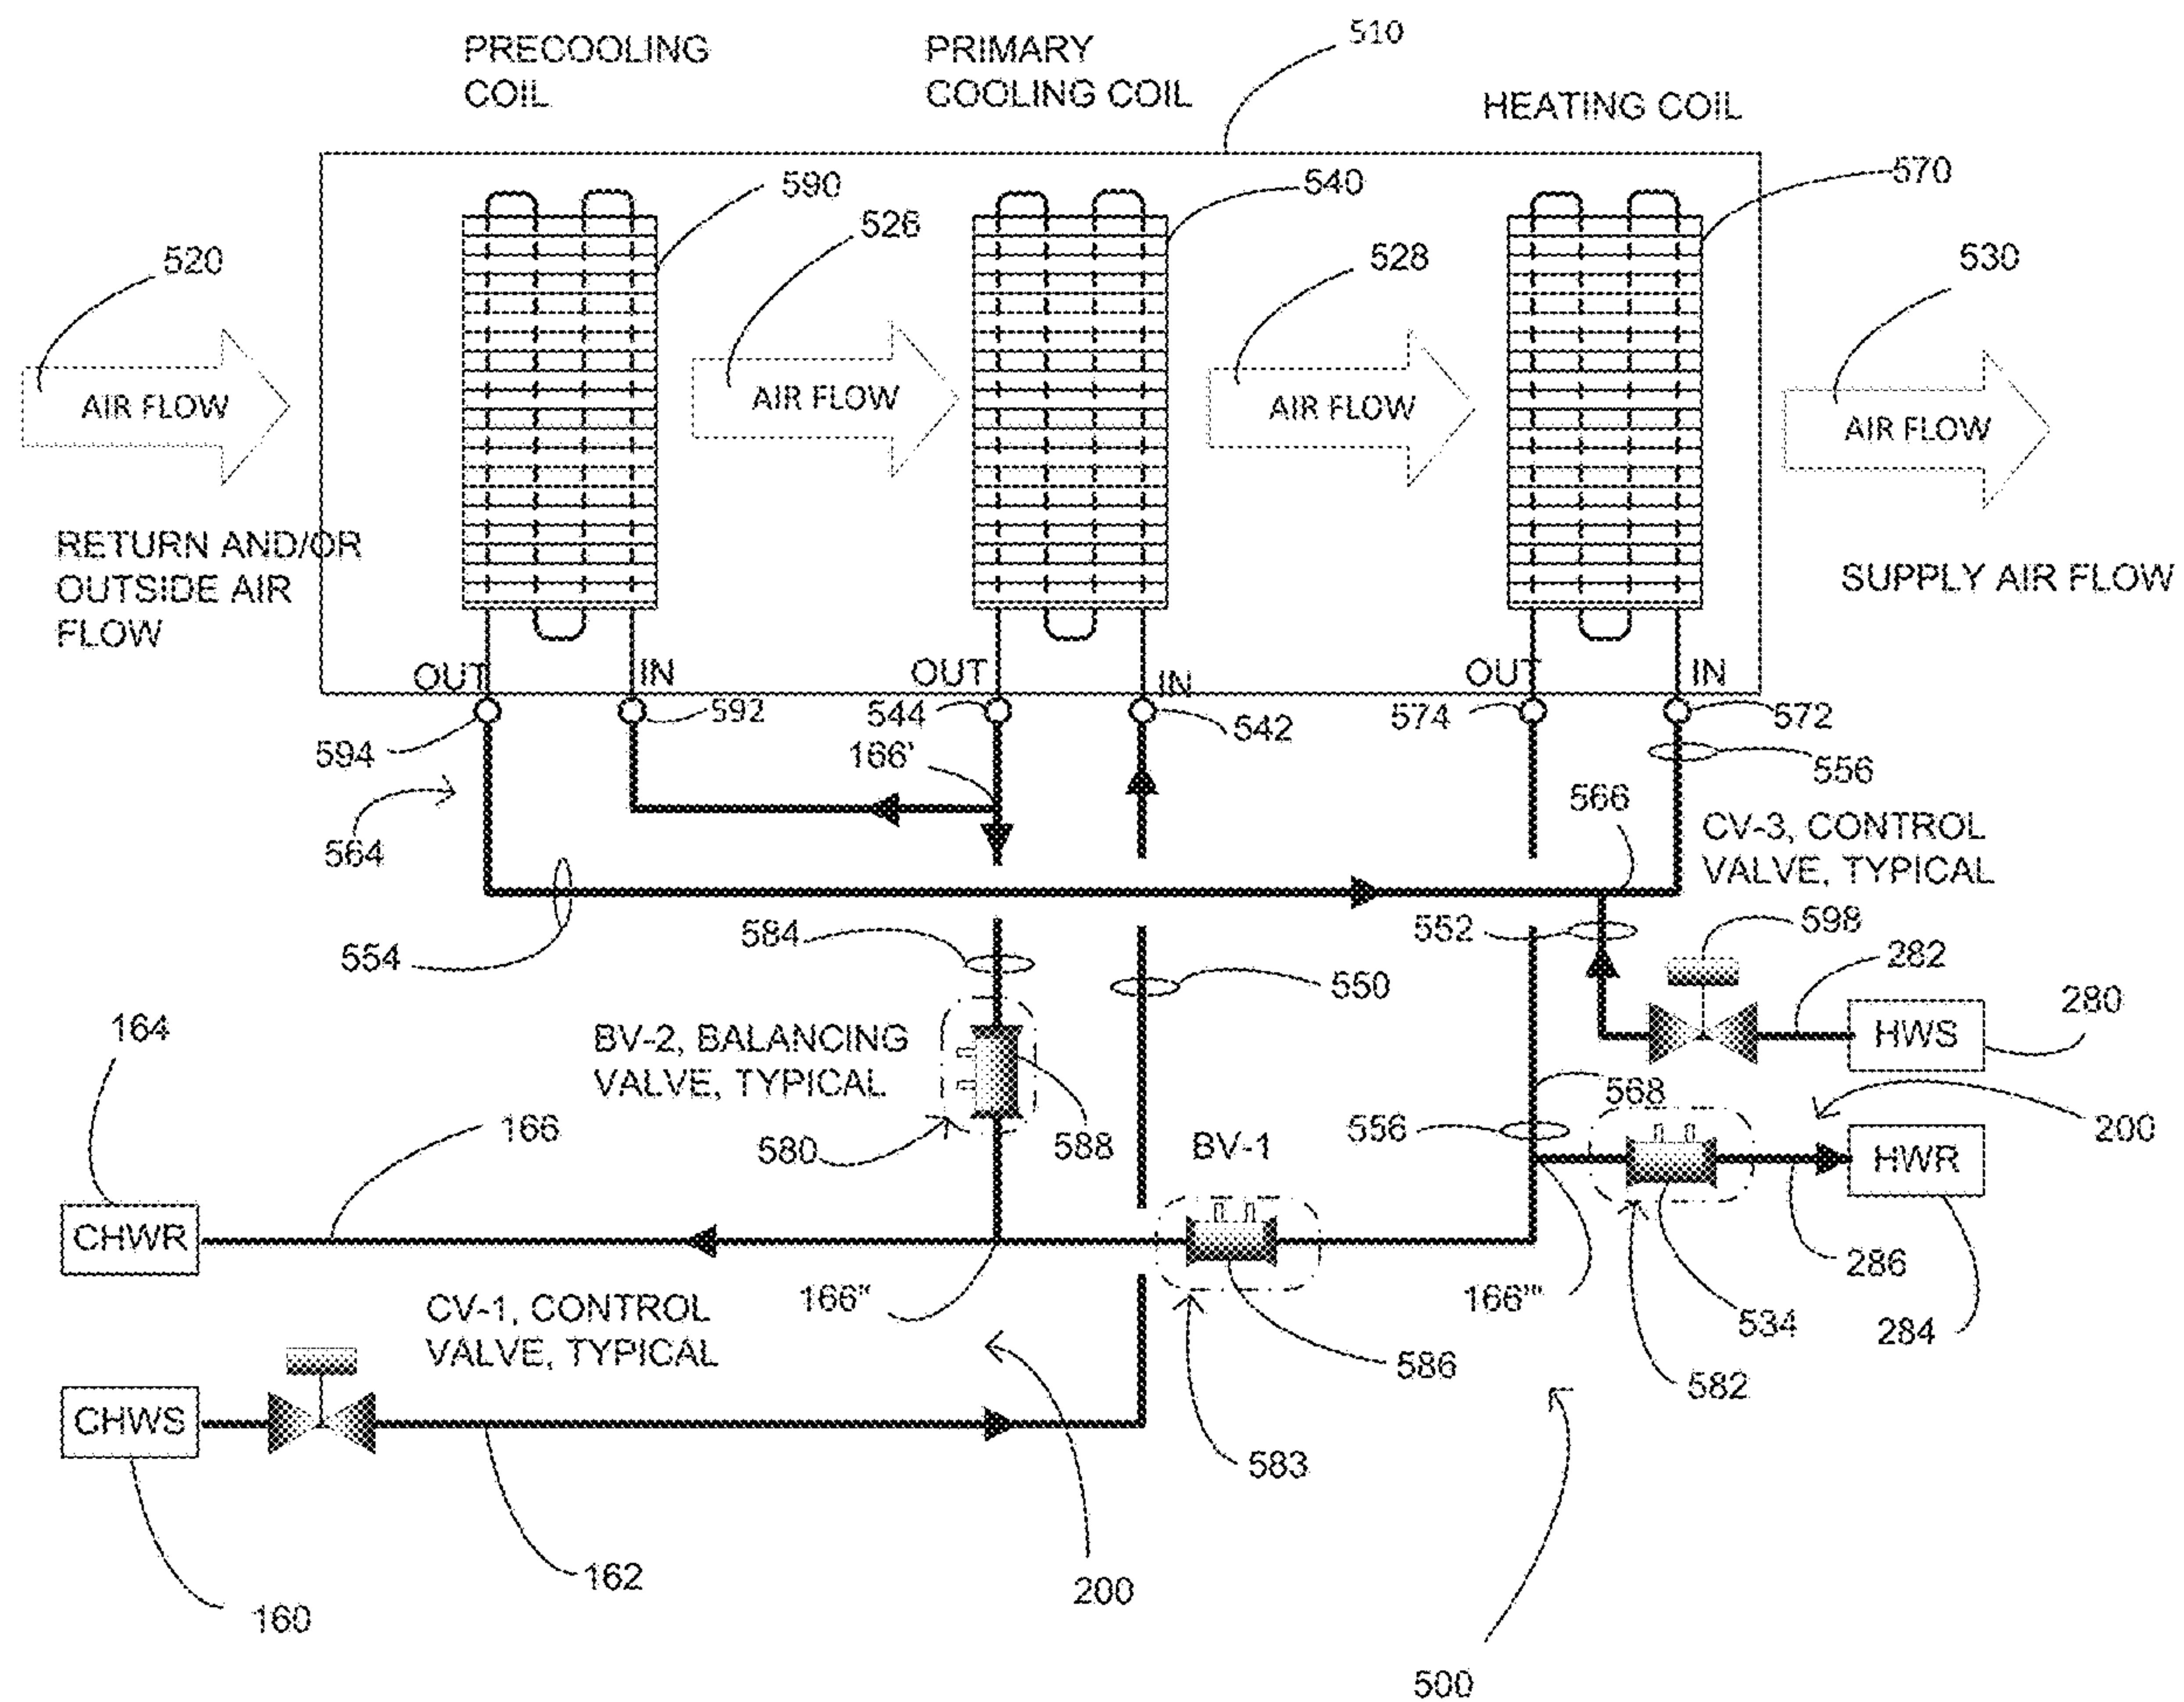 510
PRECOOLING
COIL
PRIMARY
COOLING COIL
HEATING COIL
590
540
570
526
520
528
530
AIR FLOW
AIR FLOW
AIR FLOW
AIR FLOW
RETURN AND/OR
OUTSIDE AIR
FLOW
SUPPLY AIR FLOW
OUT
IN
OUT
IN
OUT
IN
594
592
544
542
574
572
166'
556
564
566
CV-3, CONTROL
VALVE, TYPICAL
554
584
550
552
598
282
280
HWS
164
BV-2, BALANCING
VALVE, TYPICAL
568
166
580
588
BV-1
556
200
HWR
CHWR
166"
166'"
286
534
284
CV-1, CONTROL
VALVE, TYPICAL
586
582
CHWS
583
162
200
160
500